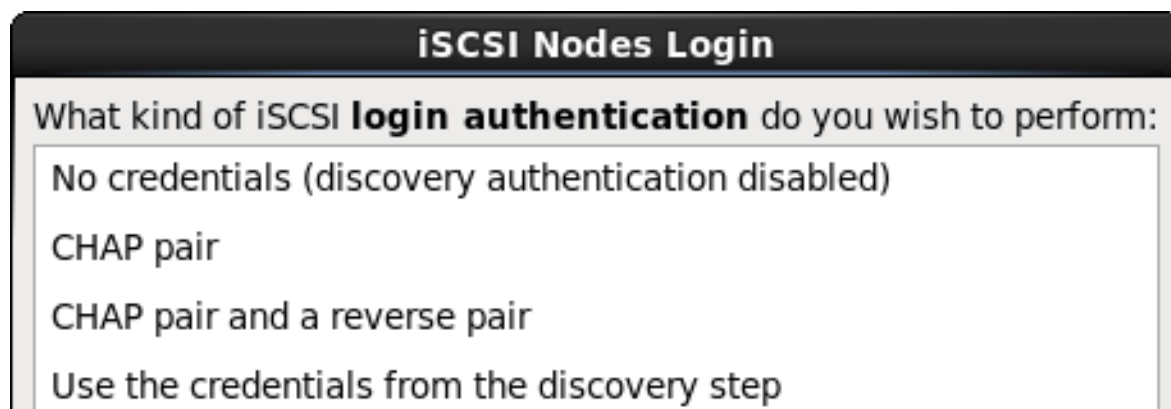 iSCSI Nodes Login
What kind of iSCSI login authentication do you wish to perform:
No credentials (discovery authentication disabled)
CHAP pair
CHAP pair and a reverse pair
Use the credentials from the discovery step